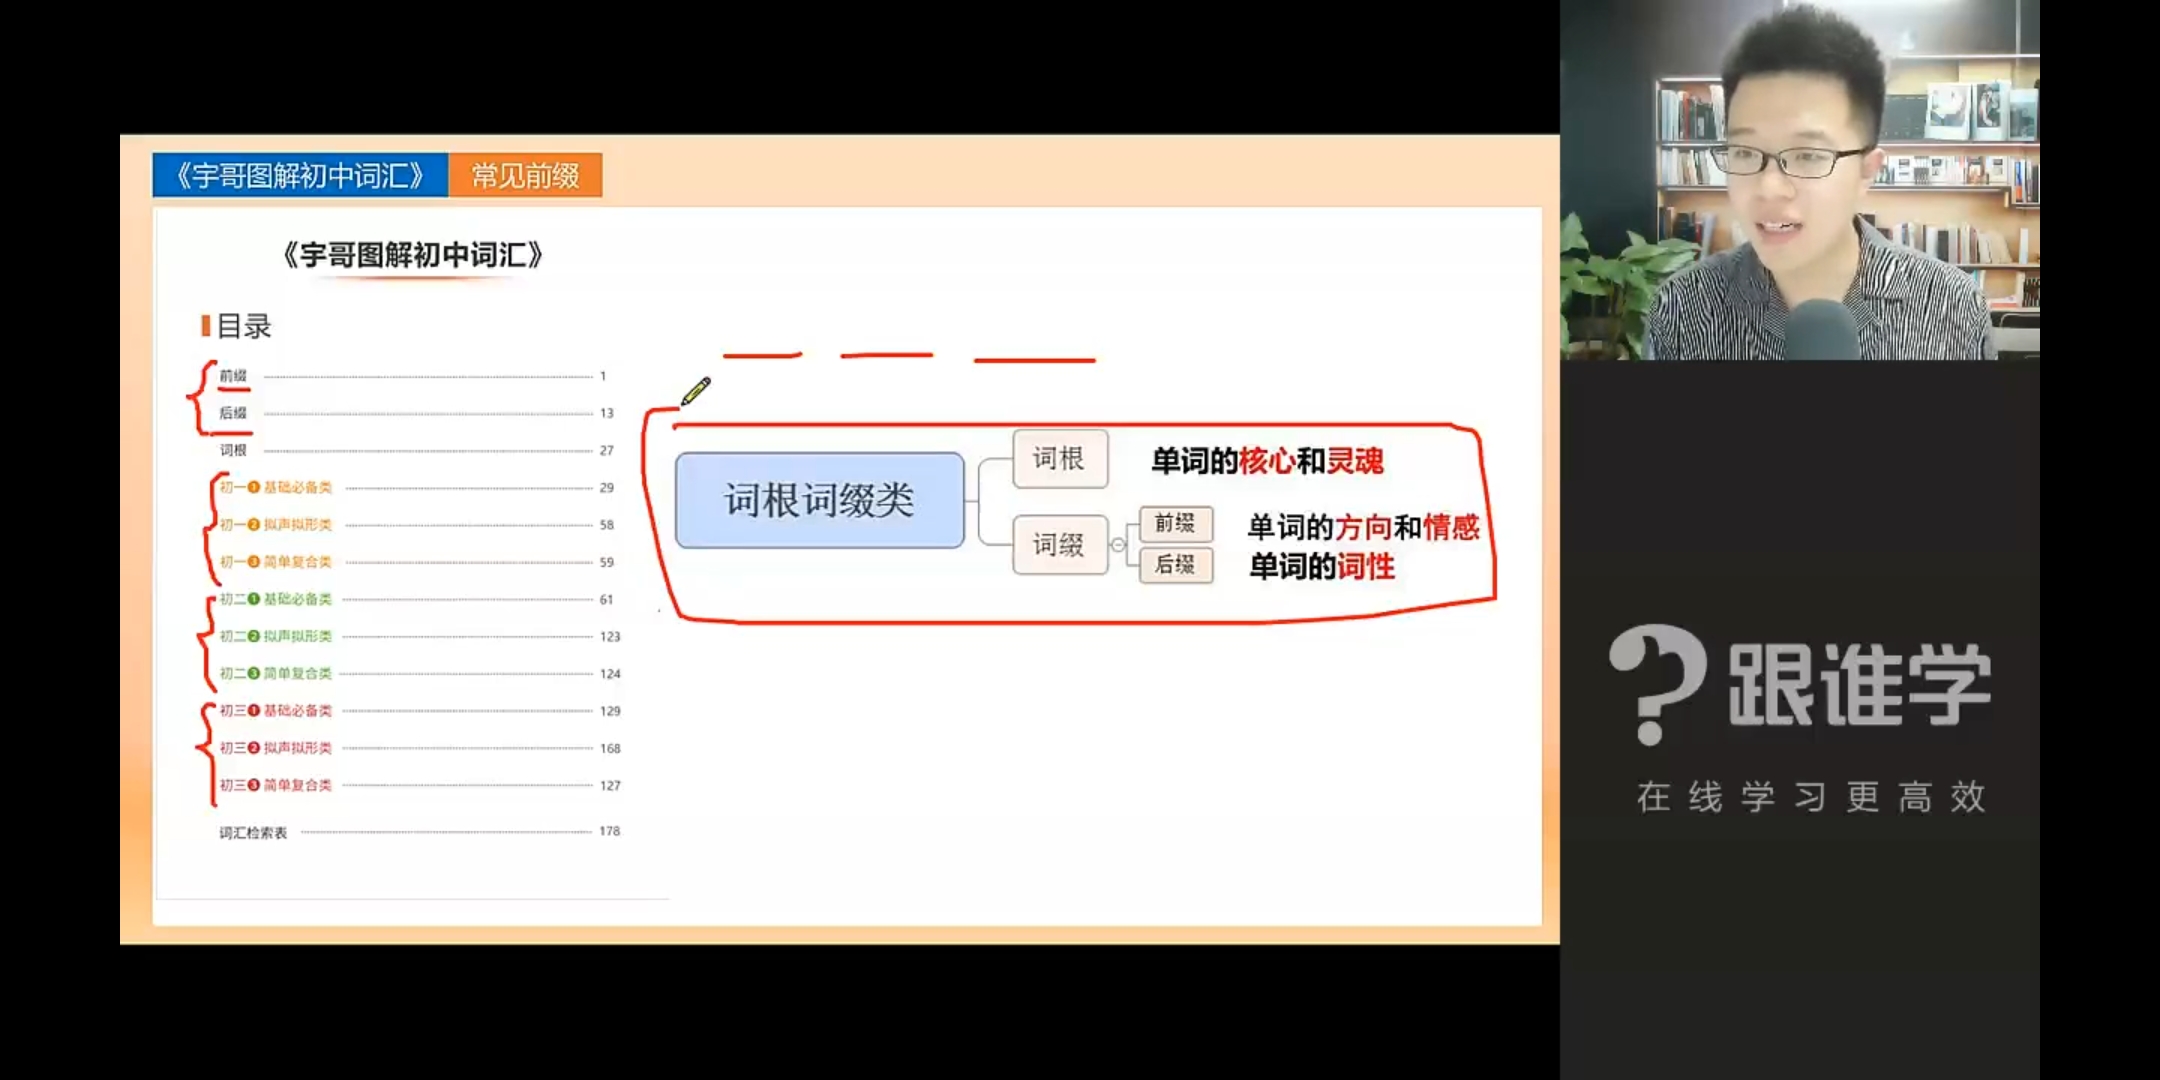 《宇哥图解初中词汇》 常见前缀
《宇哥图解初中词汇》
目录
前缀 1
后缀 13
词根 27
初一❶ 基础必备类 29
初一❷ 拟声拟形类 58
初一❸ 简单复合类 59
初二❶ 基础必备类 61
初二❷ 拟声拟形类 123
初二❸ 简单复合类 124
初三❶ 基础必备类 129
初三❷ 拟声拟形类 168
初三❸ 简单复合类 127
词汇检索表 178
词根词缀类
词根 单词的核心和灵魂
词缀
前缀 单词的方向和情感
后缀 单词的词性
跟谁学
在线学习更高效